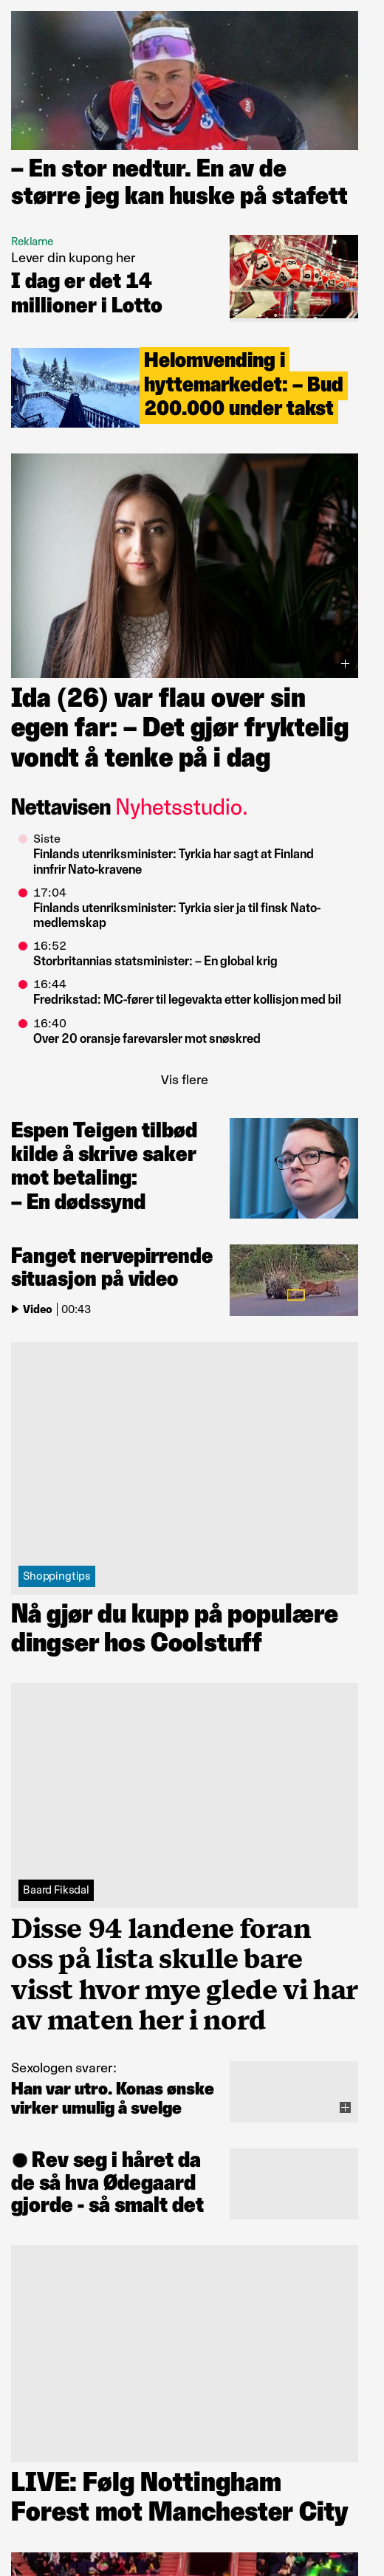 – En stor nedtur. En av de
større jeg kan huske på stafett
Reklame
Lever din kupong her
I dag er det 14
millioner i Lotto
Helomvending i
hyttemarkedet: – Bud
200.000 under takst
Ida (26) var flau over sin
egen far: – Det gjør fryktelig
vondt å tenke på i dag
Nettavisen Nyhetsstudio.
Siste
Finlands utenriksminister: Tyrkia har sagt at Finland
innfrir Nato-kravene
17:04
Finlands utenriksminister: Tyrkia sier ja til finsk Nato-
medlemskap
16:52
Storbritannias statsminister: – En global krig
16:44
Fredrikstad: MC-fører til legevakta etter kollisjon med bil
16:40
Over 20 oransje farevarsler mot snøskred
Vis flere
Espen Teigen tilbød
kilde å skrive saker
mot betaling:
– En dødssynd
Fanget nervepirrende
situasjon på video
Video | 00:43
Shoppingtips
Nå gjør du kupp på populære
dingser hos Coolstuff
Baard Fiksdal
Disse 94 landene foran
oss på lista skulle bare
visst hvor mye glede vi har
av maten her i nord
Sexologen svarer:
Han var utro. Konas ønske
virker umulig å svelge
Rev seg i håret da
de så hva Ødegaard
gjorde - så smalt det
LIVE: Følg Nottingham
Forest mot Manchester City